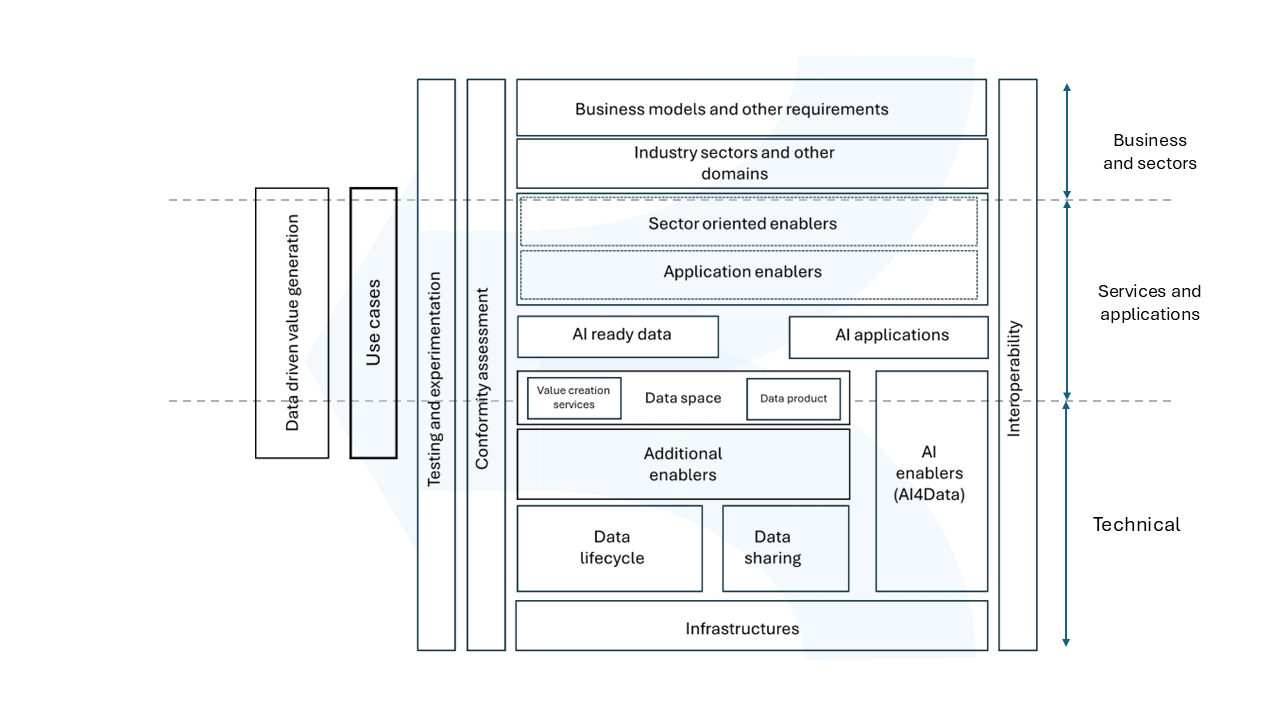 Business models and other requirements
Industry sectors and other
domains
Business
and sectors
Data driven value generation
Use cases
Testing and experimentation
Conformity assessment
Sector oriented enablers
Application enablers
AI ready data
AI applications
Interoperability
Services and
applications
Value creation
services
Data space
Data product
Additional
enablers
AI
enablers
(AI4Data)
Data
lifecycle
Data
sharing
Technical
Infrastructures